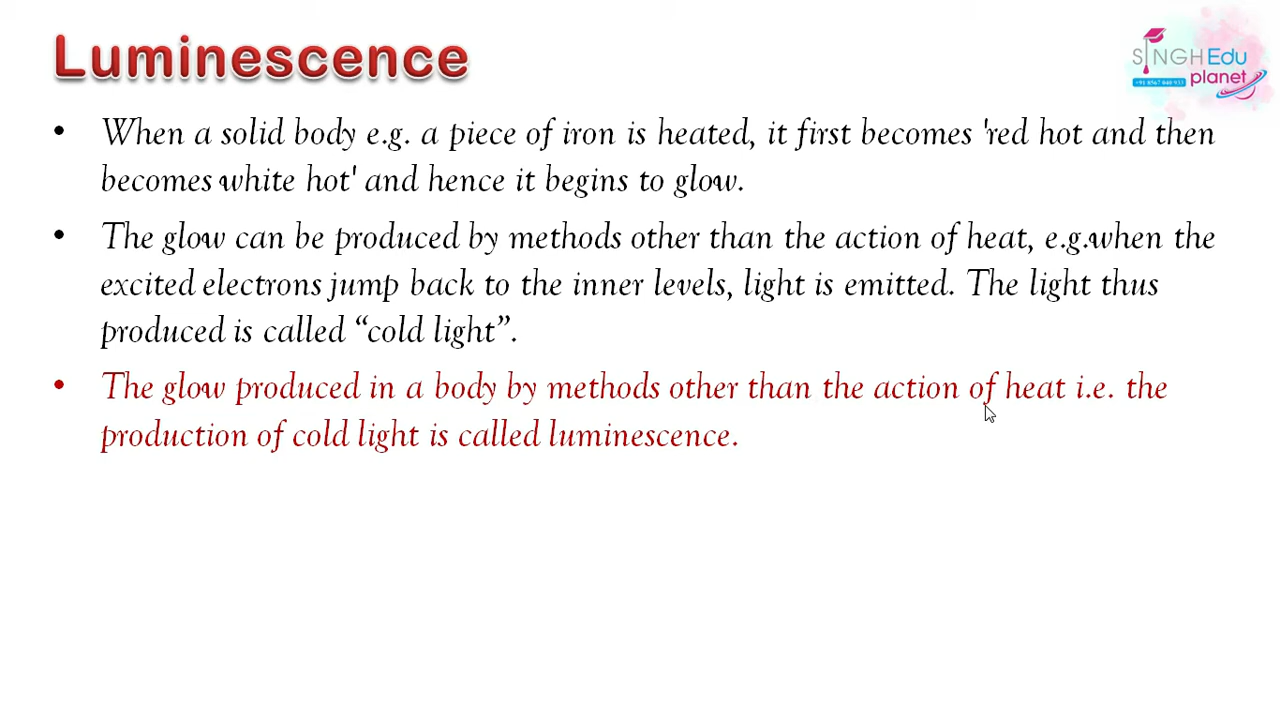 Luminescence
SINGH Edu
planet
+91 8567 840 933
• When a solid body e.g. a piece of iron is heated, it first becomes 'red hot and then
becomes white hot' and hence it begins to glow.
• The glow can be produced by methods other than the action of heat, e.g.when the
excited electrons jump back to the inner levels, light is emitted. The light thus
produced is called “cold light”.
• The glow produced in a body by methods other than the action of heat i.e. the
production of cold light is called luminescence.